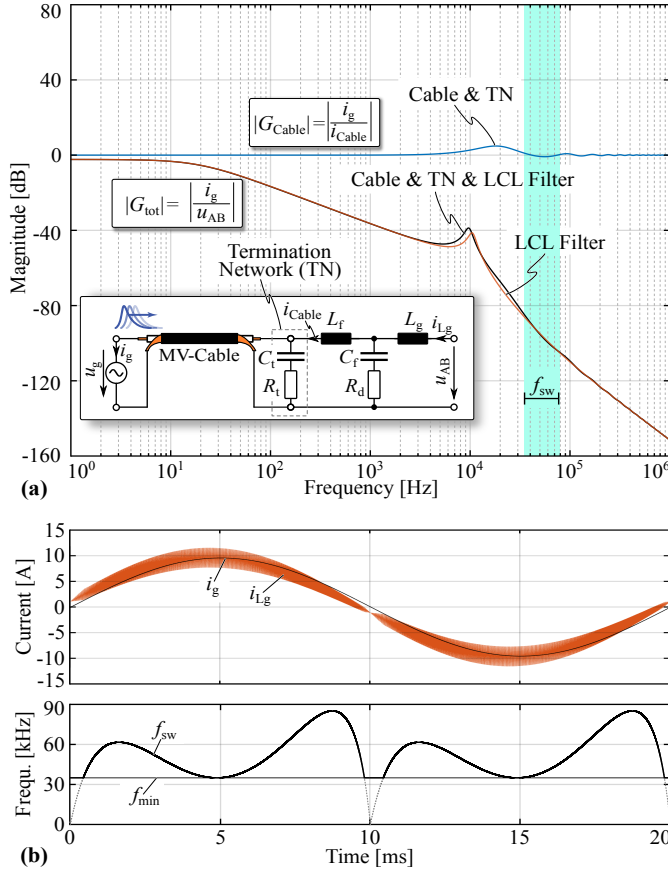 80
40
0
-40
-80
-120
-160
Magnitude [dB]
|G_Cable| = |i_g / i_Cable|
Cable & TN
|G_tot| = |i_g / u_AB|
Cable & TN & LCL Filter
LCL Filter
Termination
Network (TN)
i_Cable
L_f
L_g
i_Lg
i_g
MV-Cable
C_t
C_f
u_g
u_AB
R_t
R_d
f_sw
10^0
10^1
10^2
10^3
10^4
10^5
10^6
(a)
Frequency [Hz]
15
10
5
0
-5
-10
-15
Current [A]
i_g
i_Lg
90
60
30
0
Frequ. [kHz]
f_sw
f_min
0
5
10
15
20
(b)
Time [ms]